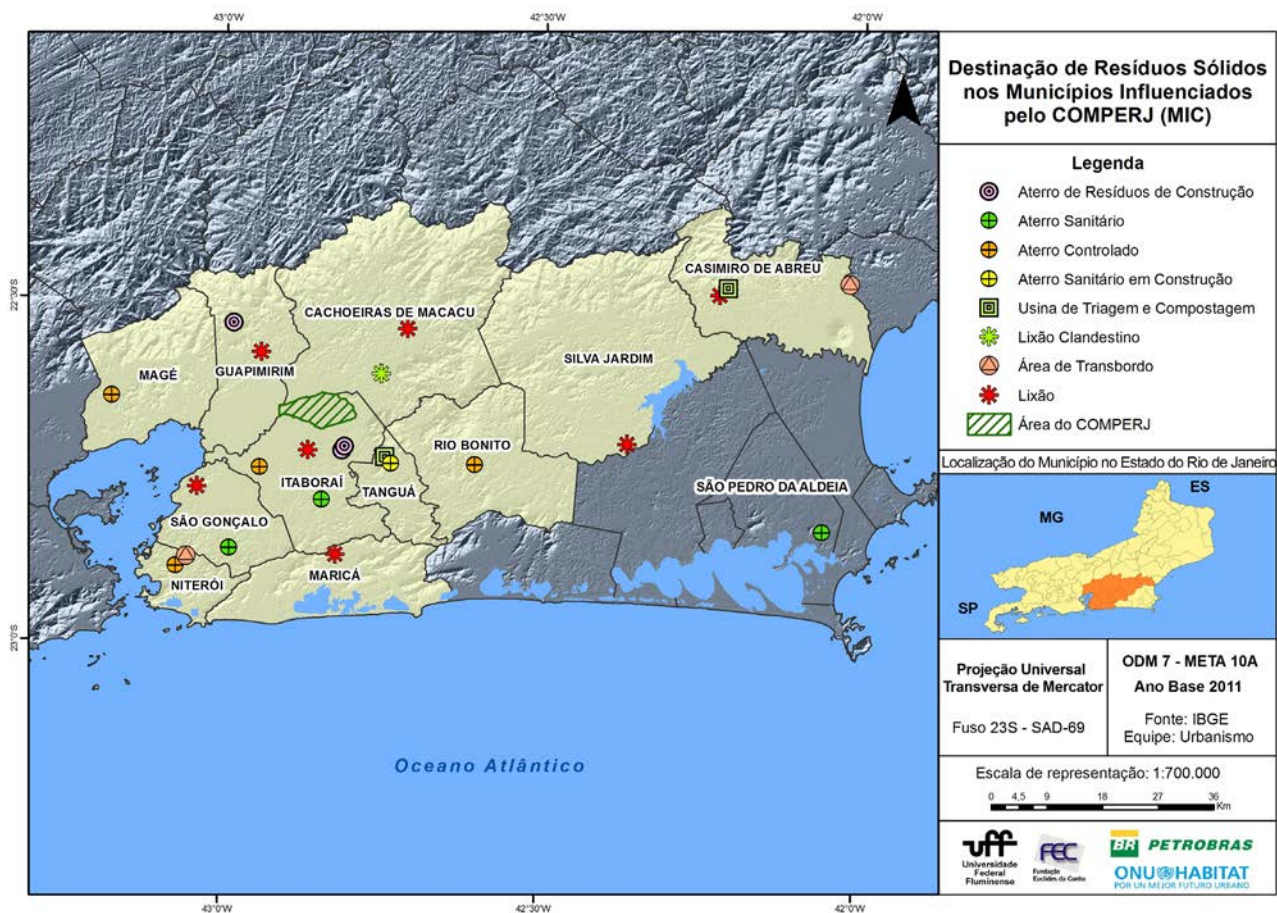 43°0'W
42°30'W
42°0'W
22°30'S
23°0'S
CASIMIRO DE ABREU
CACHOEIRAS DE MACACU
SILVA JARDIM
MAGÉ
GUAPIMIRIM
RIO BONITO
ITABORAÍ
TANGUÁ
SÃO PEDRO DA ALDEIA
SÃO GONÇALO
NITERÓI
MARICÁ
Oceano Atlântico
43°0'W
42°30'W
42°0'W
Destinação de Resíduos Sólidos
nos Municípios Influenciados
pelo COMPERJ (MIC)
Legenda
Aterro de Resíduos de Construção
Aterro Sanitário
Aterro Controlado
Aterro Sanitário em Construção
Usina de Triagem e Compostagem
Lixão Clandestino
Área de Transbordo
Lixão
Área do COMPERJ
Localização do Município no Estado do Rio de Janeiro
ES
MG
SP
Projeção Universal
Transversa de Mercator
Fuso 23S - SAD-69
ODM 7 - META 10A
Ano Base 2011
Fonte: IBGE
Equipe: Urbanismo
Escala de representação: 1:700.000
0 4,5 9 18 27 36
Km
uff
Universidade
Federal
Fluminense
FEC
Fundação
Euclides da Cunha
BR PETROBRAS
ONU HABITAT
POR UN MEJOR FUTURO URBANO